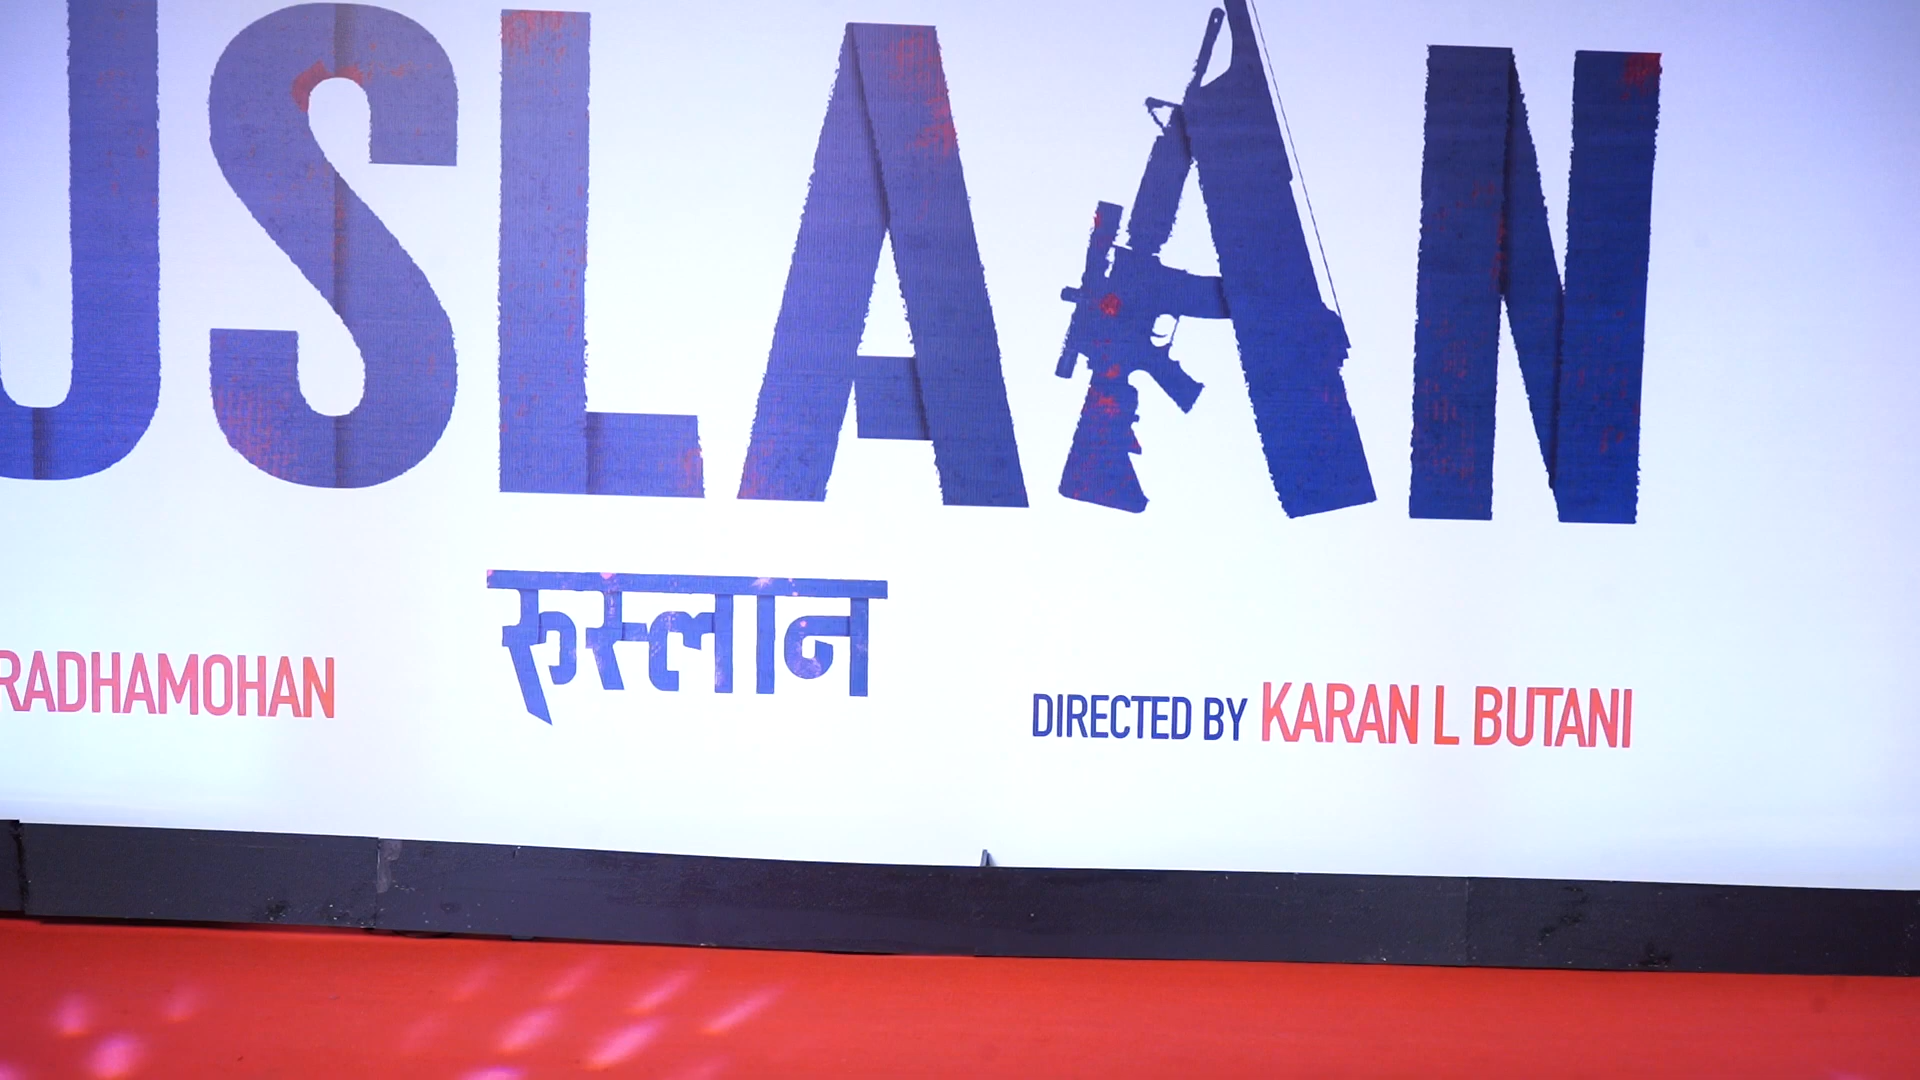 USLAAN
रुस्लान
RADHAMOHAN
DIRECTED BY KARAN L BUTANI